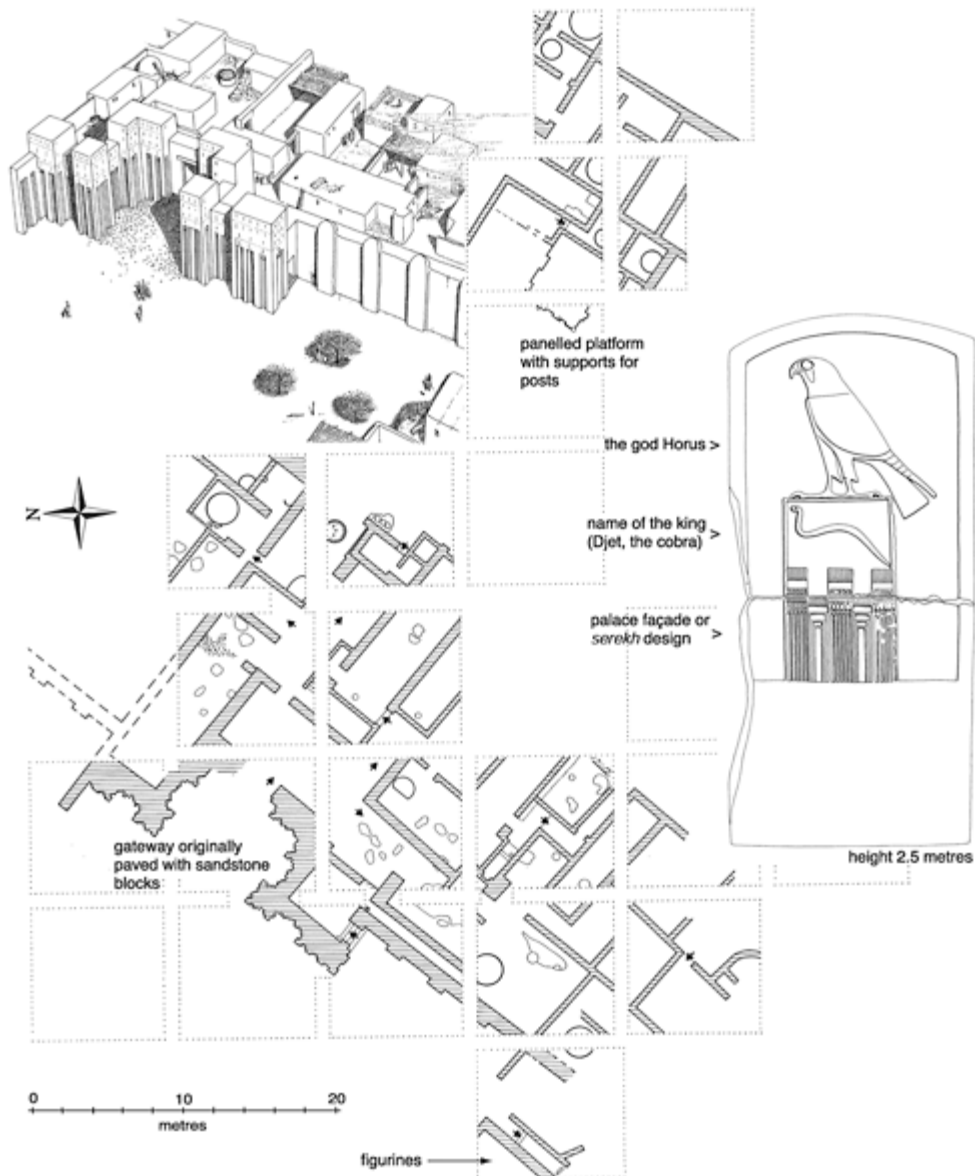 panelled platform
with supports for
posts
the god Horus >
name of the king >
(Djet, the cobra)
palace façade or
serekh design >
N
gateway originally
paved with sandstone
blocks
height 2.5 metres
0 10 20
metres
figurines